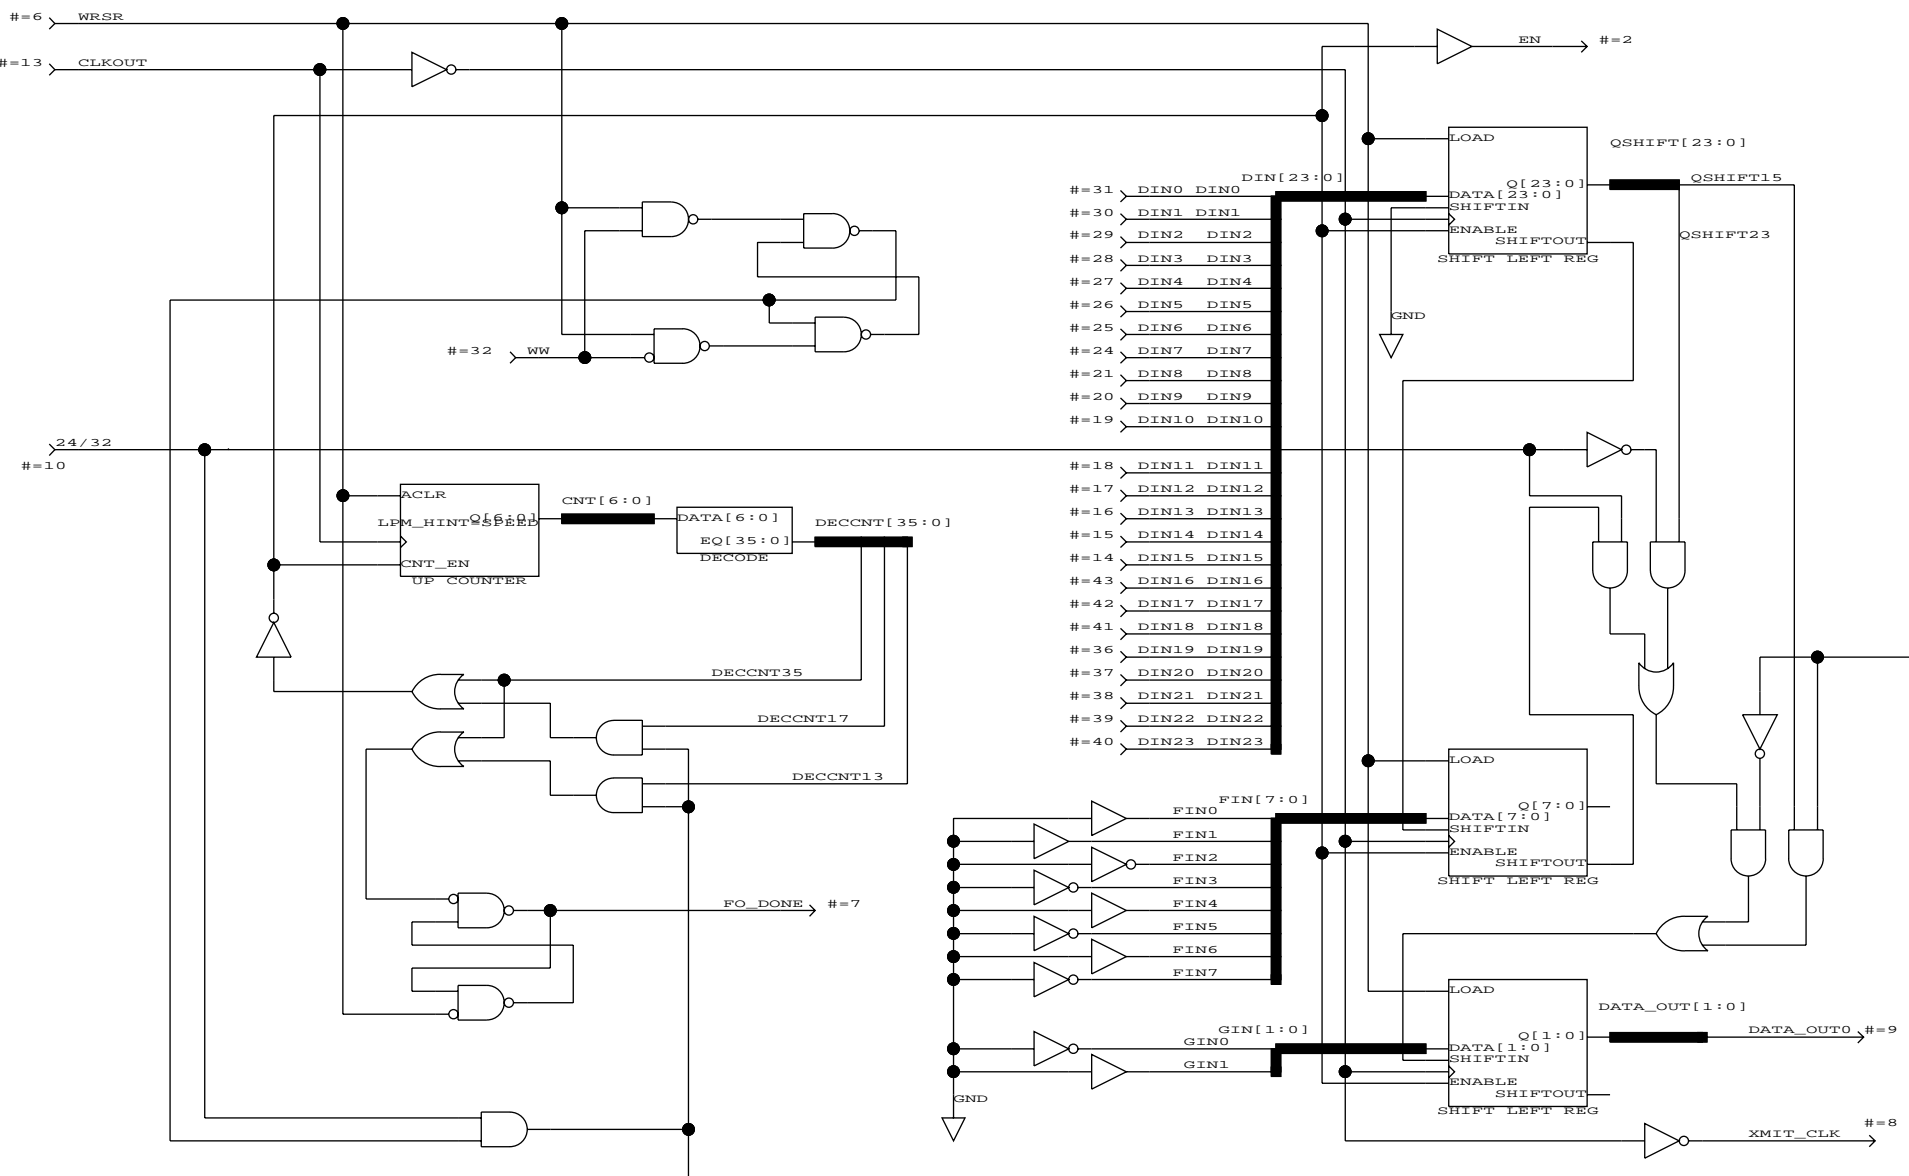 #=6 WRSR
EN #=2
#=13 CLKOUT
LOAD
QSHIFT[23:0]
DIN[23:0]
Q[23:0] QSHIFT15
#=31 DIN0 DIN0
DATA[23:0]
SHIFTIN
#=30 DIN1 DIN1
ENABLE
#=29 DIN2 DIN2
SHIFTOUT
QSHIFT23
#=28 DIN3 DIN3
SHIFT LEFT REG
#=27 DIN4 DIN4
#=26 DIN5 DIN5
GND
#=25 DIN6 DIN6
#=32 WW
#=24 DIN7 DIN7
#=21 DIN8 DIN8
#=20 DIN9 DIN9
#=19 DIN10 DIN10
24/32
#=10
#=18 DIN11 DIN11
#=17 DIN12 DIN12
ACLR
CNT[6:0]
#=16 DIN13 DIN13
Q[6:0]
LPM_HINT=SPEED
DATA[6:0]
DECCNT[35:0]
#=15 DIN14 DIN14
EQ[35:0]
DECODE
#=14 DIN15 DIN15
CNT_EN
UP COUNTER
#=43 DIN16 DIN16
#=42 DIN17 DIN17
#=41 DIN18 DIN18
#=36 DIN19 DIN19
DECCNT35
#=37 DIN20 DIN20
#=38 DIN21 DIN21
DECCNT17
#=39 DIN22 DIN22
#=40 DIN23 DIN23
LOAD
DECCNT13
FIN[7:0]
Q[7:0]
FIN0
DATA[7:0]
SHIFTIN
FIN1
ENABLE
FIN2
SHIFTOUT
FIN3
SHIFT LEFT REG
FO_DONE #=7
FIN4
FIN5
FIN6
FIN7
LOAD
DATA_OUT[1:0]
GIN[1:0]
Q[1:0]
DATA_OUT0 #=9
GIN0
DATA[1:0]
SHIFTIN
GIN1
ENABLE
SHIFTOUT
GND
SHIFT LEFT REG
XMIT_CLK #=8